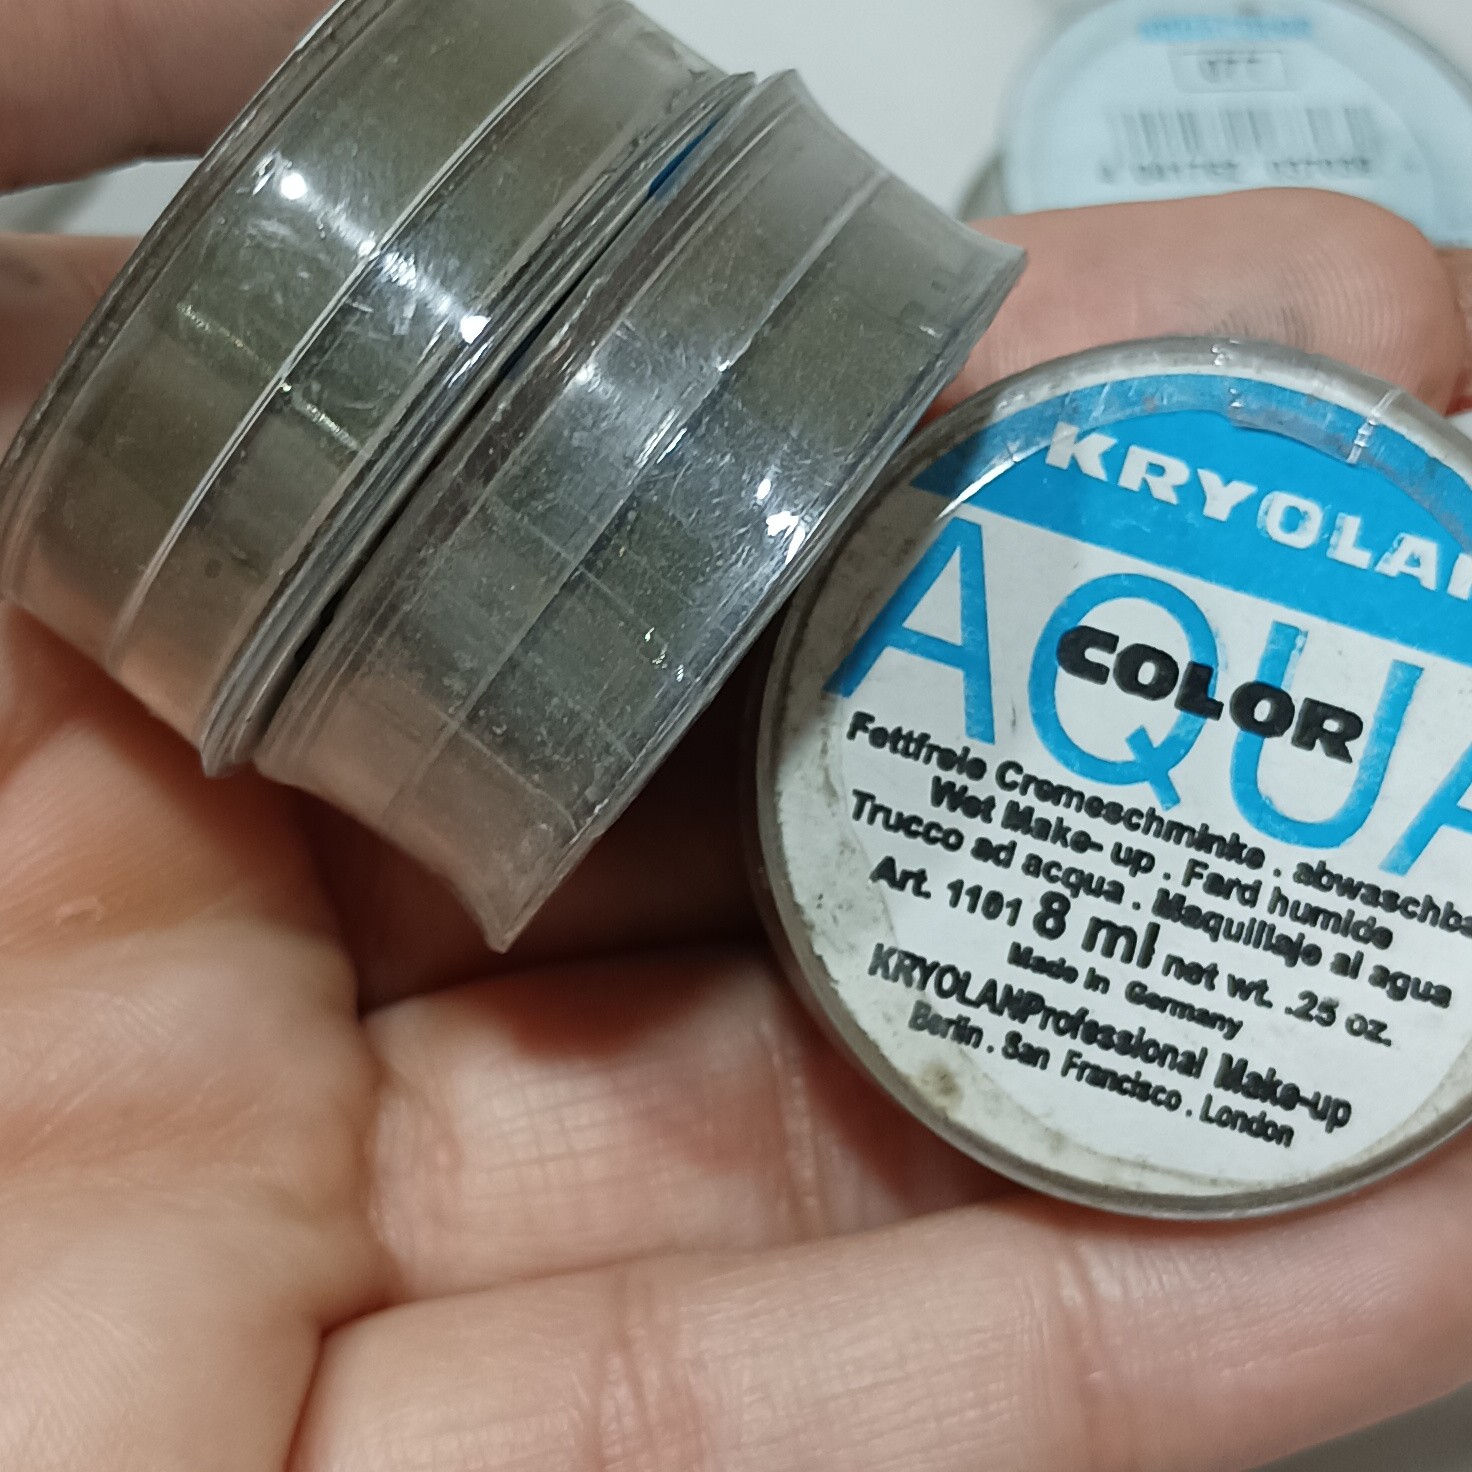 KRYOLAN
AQUA
COLOR
Fettfreie Cremeschminke . abwaschba
Wet Make- up . Fard humide
Trucco ad acqua . Maquillaje al agua
Art. 1101 8 ml net wt. .25 oz.
Made in Germany
KRYOLANProfessional Make-up
Berlin . San Francisco . London